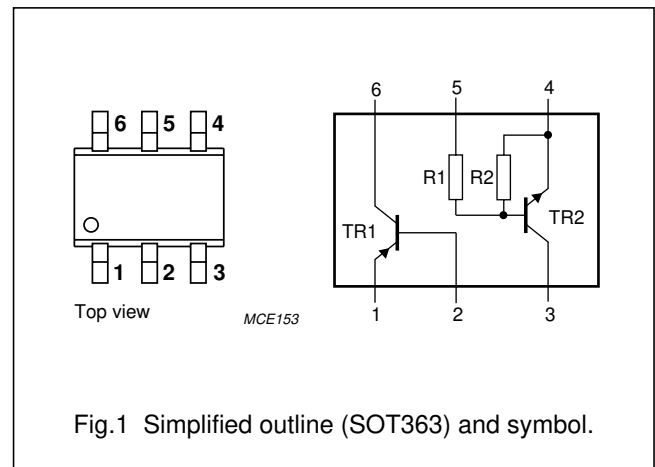 6 5 4
1 2 3
Top view
MCE153
6 5 4
R1 R2
TR1 TR2
1 2 3
Fig.1 Simplified outline (SOT363) and symbol.